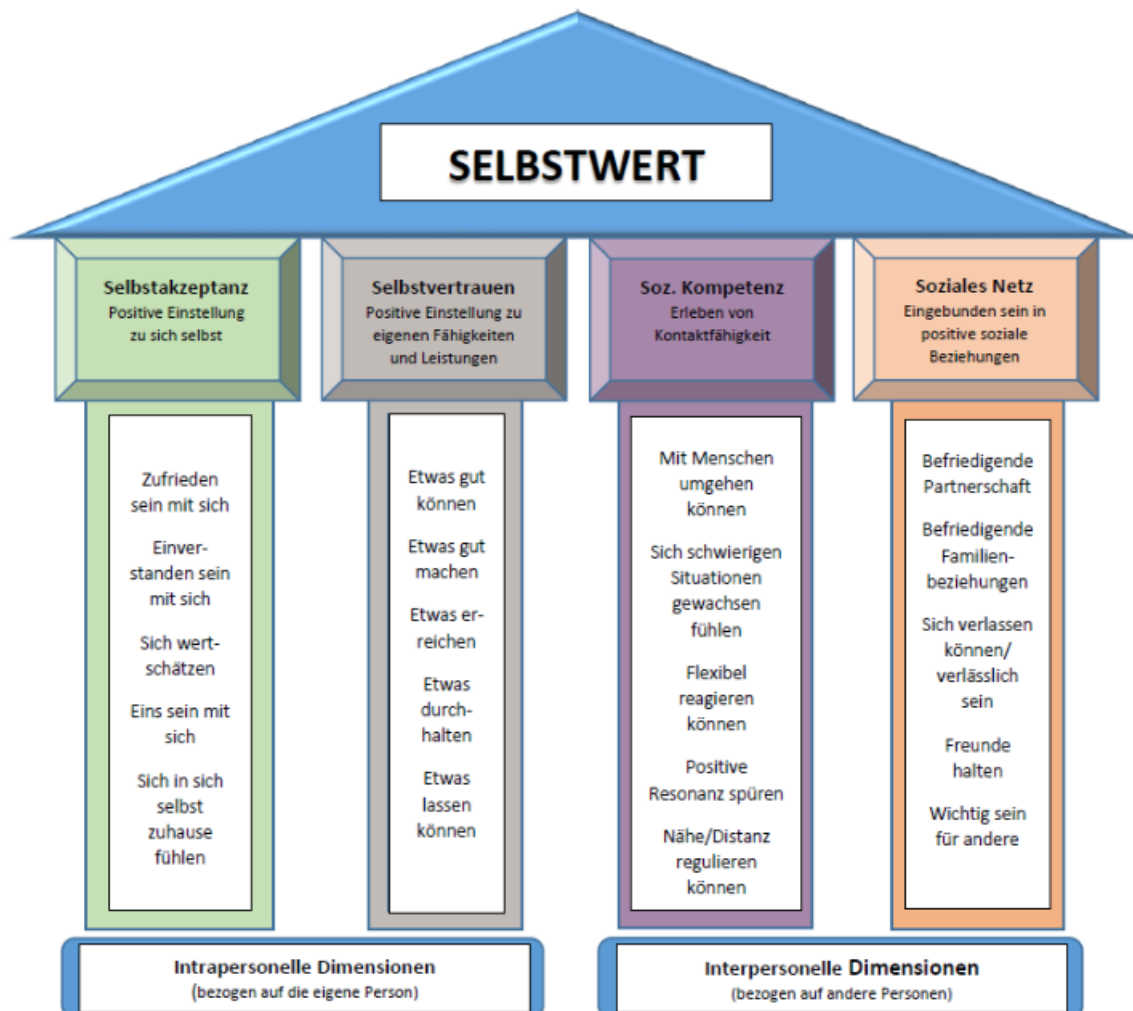 SELBSTWERT
Selbstakzeptanz
Positive Einstellung
zu sich selbst
Selbstvertrauen
Positive Einstellung zu
eigenen Fähigkeiten
und Leistungen
Soz. Kompetenz
Erleben von
Kontaktfähigkeit
Soziales Netz
Eingebunden sein in
positive soziale
Beziehungen
Zufrieden
sein mit sich
Einver-
standen sein
mit sich
Sich wert-
schätzen
Eins sein mit
sich
Sich in sich
selbst
zuhause
fühlen
Etwas gut
können
Etwas gut
machen
Etwas er-
reichen
Etwas
durch-
halten
Etwas
lassen
können
Mit Menschen
umgehen
können
Sich schwierigen
Situationen
gewachsen
fühlen
Flexibel
reagieren
können
Positive
Resonanz spüren
Nähe/Distanz
regulieren
können
Befriedigende
Partnerschaft
Befriedigende
Familien-
beziehungen
Sich verlassen
können/
verlässlich
sein
Freunde
halten
Wichtig sein
für andere
Intrapersonelle Dimensionen
(bezogen auf die eigene Person)
Interpersonelle Dimensionen
(bezogen auf andere Personen)